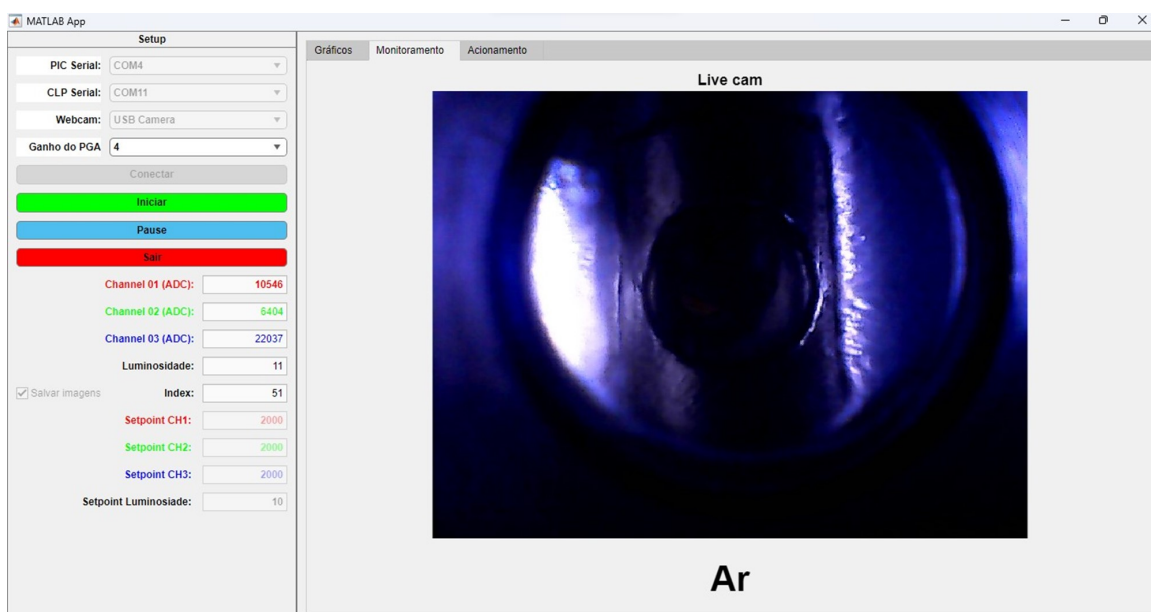 MATLAB App
Setup
PIC Serial: COM4
CLP Serial: COM11
Webcam: USB Camera
Ganho do PGA 4
Conectar
Iniciar
Pause
Sair
Channel 01 (ADC): 10546
Channel 02 (ADC): 6404
Channel 03 (ADC): 22037
Luminosidade: 11
Salvar imagens Index: 51
Setpoint CH1: 2000
Setpoint CH2: 2000
Setpoint CH3: 2000
Setpoint Luminosiade: 10
Gráficos Monitoramento Acionamento
Live cam
Ar